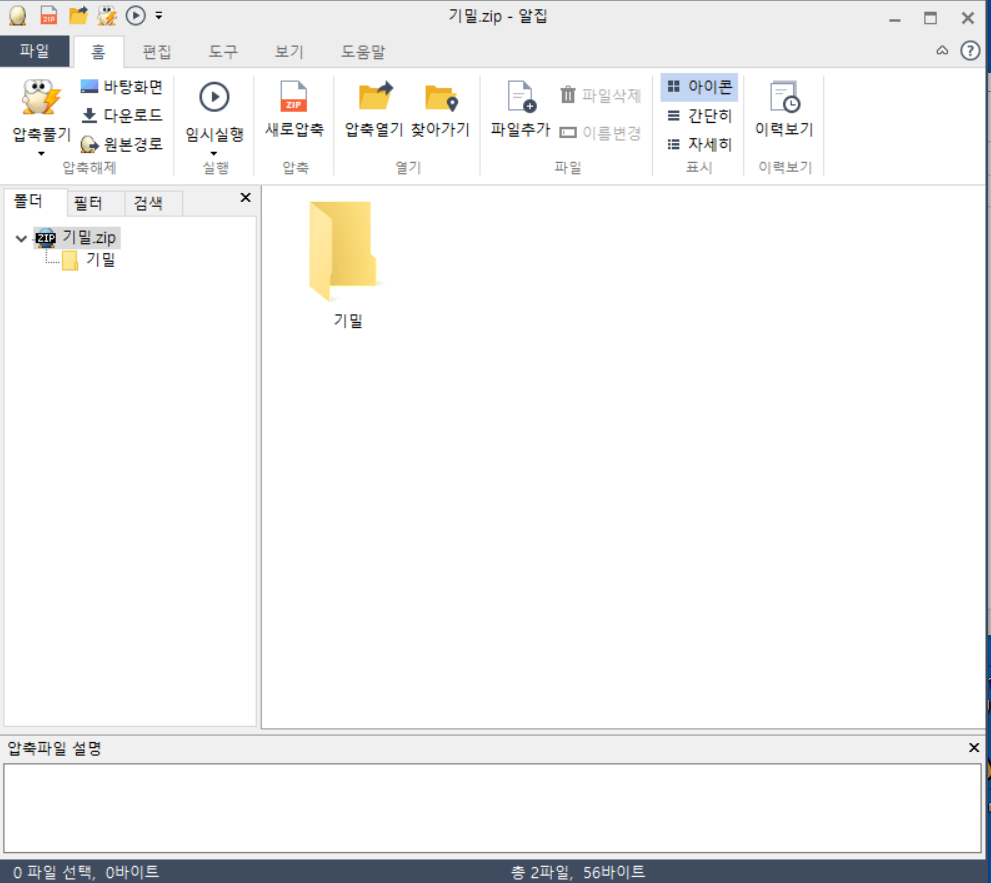 기밀.zip - 알집
파일 홈 편집 도구 보기 도움말
압축풀기 바탕화면 다운로드 원본경로
압축해제
임시실행
실행
ZIP
새로압축
압축
압축열기 찾아가기
열기
파일추가 파일삭제 이름변경
파일
아이콘 간단히 자세히
표시
이력보기
이력보기
폴더 필터 검색
ZIP 기밀.zip
기밀
기밀
압축파일 설명
0 파일 선택, 0바이트 총 2파일, 56바이트